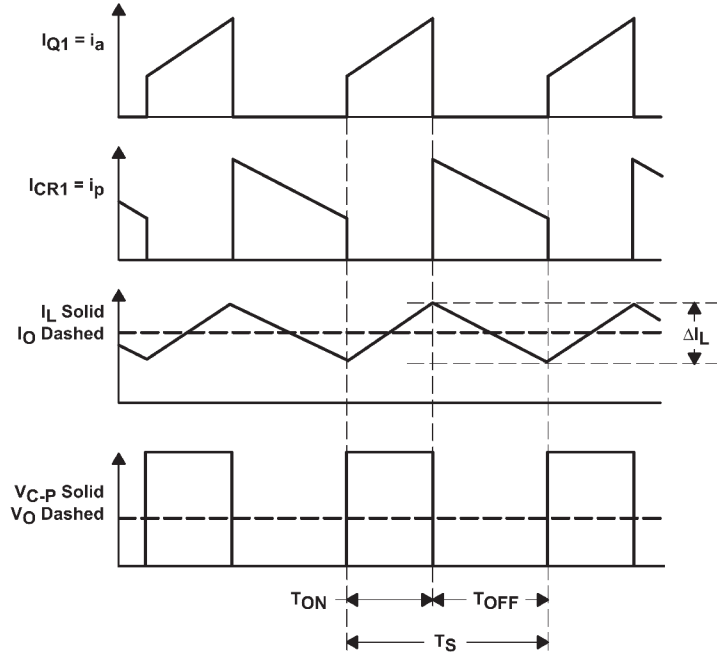 IQ1 = ia
ICR1 = ip
IL Solid
IO Dashed
ΔIL
VC-P Solid
VO Dashed
TON
TOFF
TS